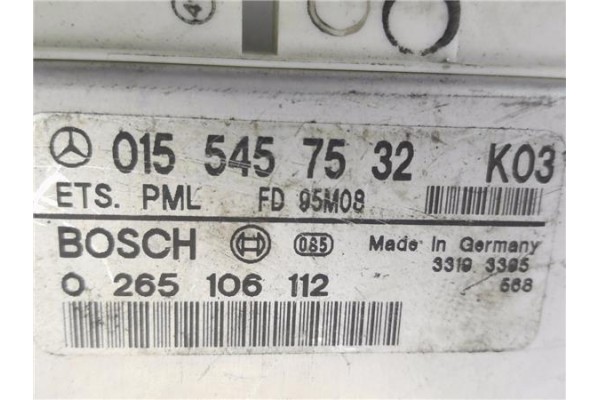 015 545 75 32 K03
ETS. PML FD 95M08
BOSCH 065 Made in Germany
0 265 106 112 3319 3395
568